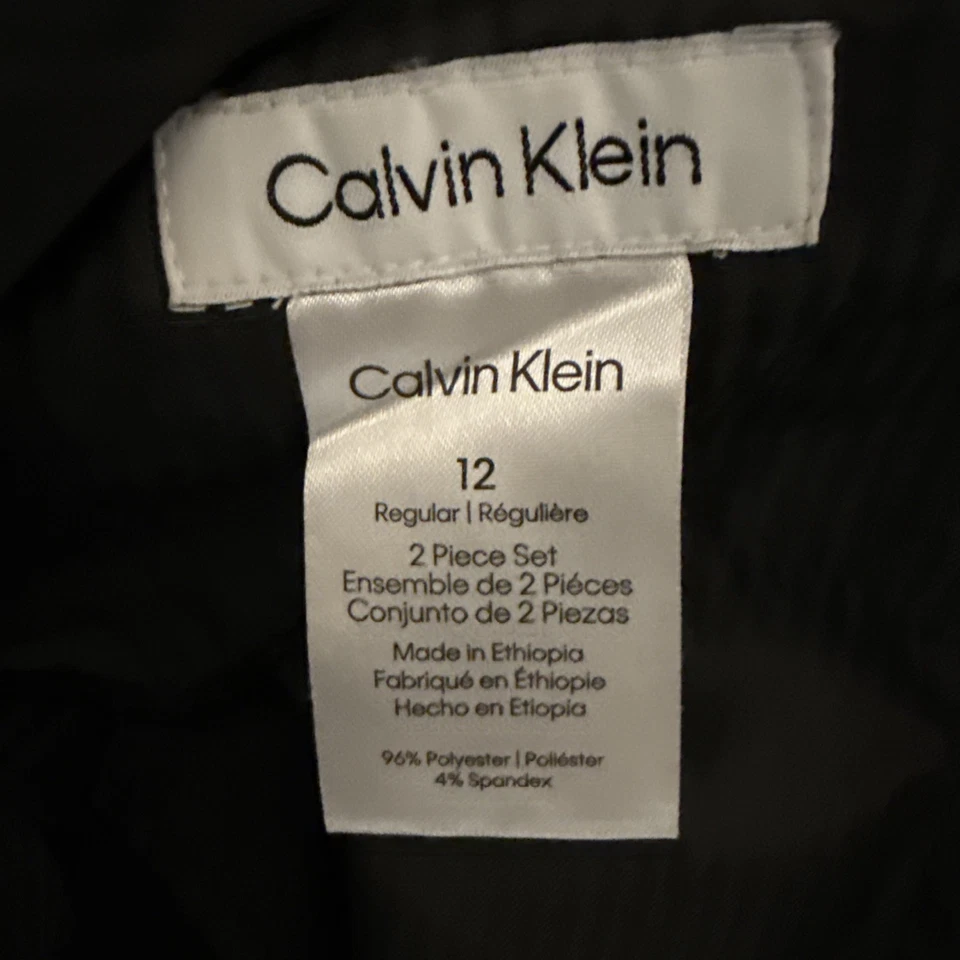 Calvin Klein
Calvin Klein
12
Regular | Régulière
2 Piece Set
Ensemble de 2 Piéces
Conjunto de 2 Piezas
Made in Ethiopia
Fabriqué en Éthiopie
Hecho en Etiopia
96% Polyester | Poliéster
4% Spandex